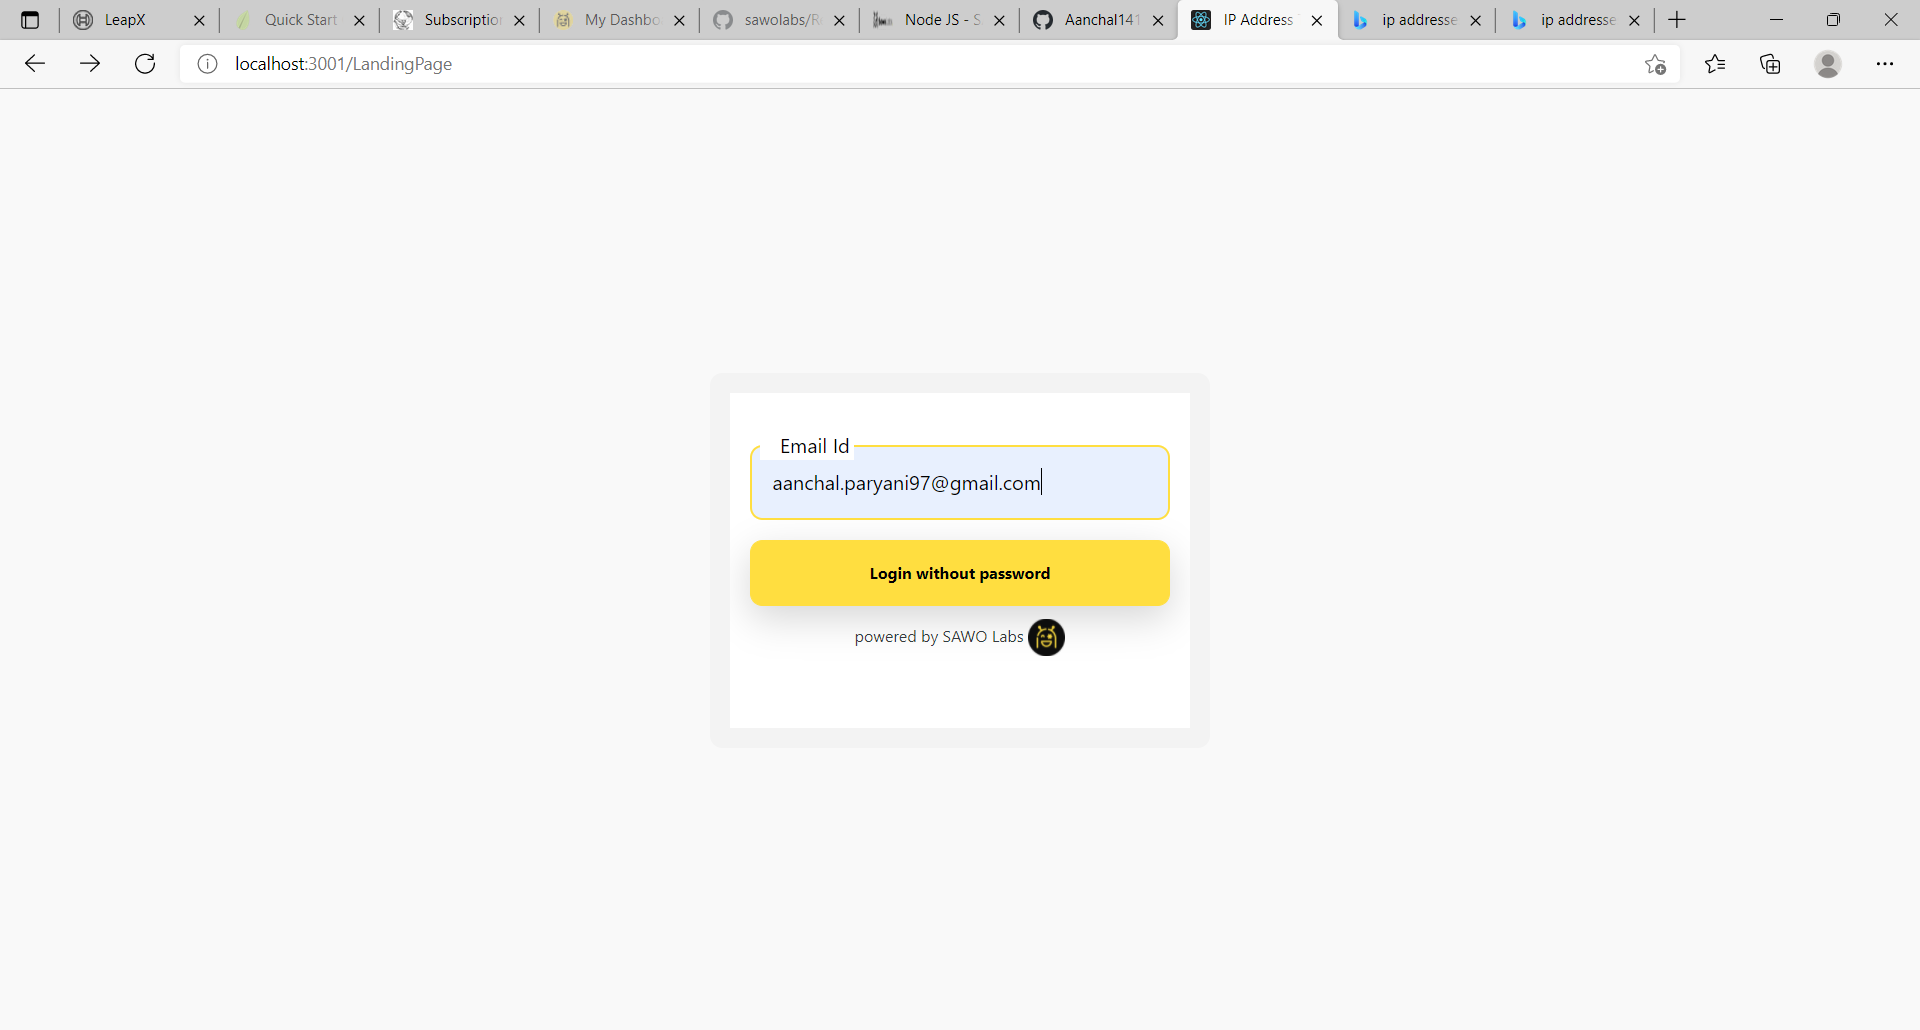 LeapX
Quick Start
Subscription
My Dashbo
sawolabs/R
Node JS - S
Aanchal141
IP Address
ip addresse
ip addresse
localhost:3001/LandingPage
Email Id
aanchal.paryani97@gmail.com
Login without password
powered by SAWO Labs